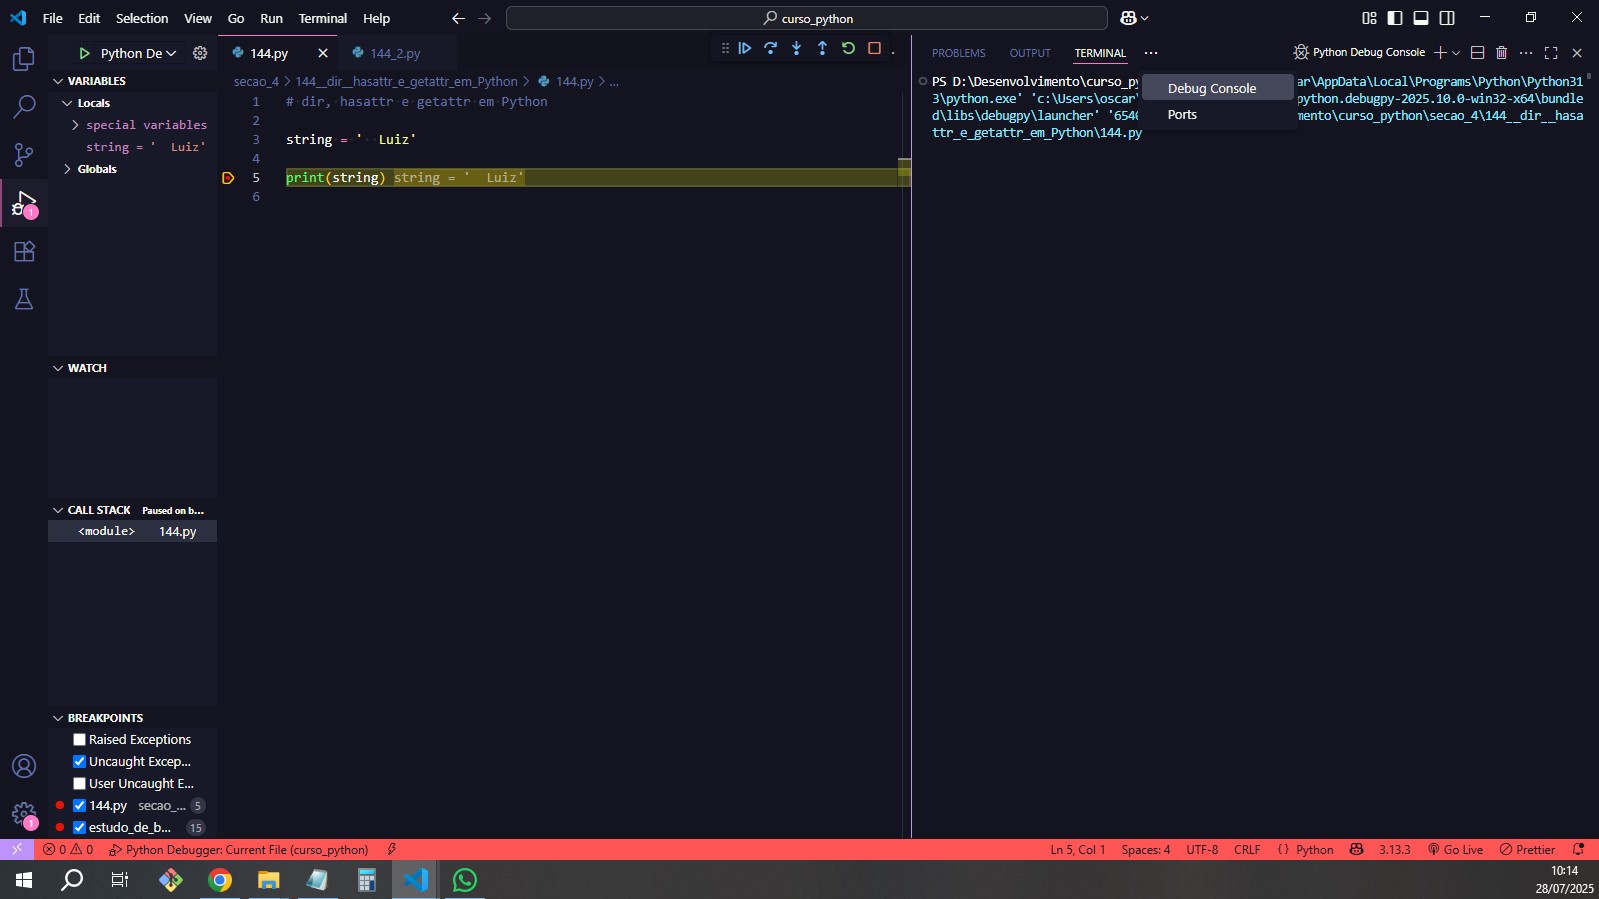 File Edit Selection View Go Run Terminal Help
curso_python
Python De
144.py
144_2.py
PROBLEMS OUTPUT TERMINAL
Python Debug Console
VARIABLES
Locals
special variables
string = '  Luiz'
Globals
secao_4 > 144__dir__hasattr_e_getattr_em_Python > 144.py > ...
1 # dir, hasattr e getattr em Python
2
3 string = '  Luiz'
4
5 print(string) string = '  Luiz'
6
PS D:\Desenvolvimento\curso_py
ar\AppData\Local\Programs\Python\Python31
3\python.exe' 'c:\Users\oscar\
ython.debugpy-2025.10.0-win32-x64\bundle
d\libs\debugpy\launcher' '6540
mento\curso_python\secao_4\144__dir__hasa
ttr_e_getattr_em_Python\144.py
Debug Console
Ports
WATCH
CALL STACK Paused on b...
<module> 144.py
BREAKPOINTS
Raised Exceptions
Uncaught Excep...
User Uncaught E...
144.py secao_... 5
estudo_de_b... 15
1
1
0 0 Python Debugger: Current File (curso_python)
Ln 5, Col 1 Spaces: 4 UTF-8 CRLF { } Python 3.13.3 Go Live Prettier
10:14
28/07/2025